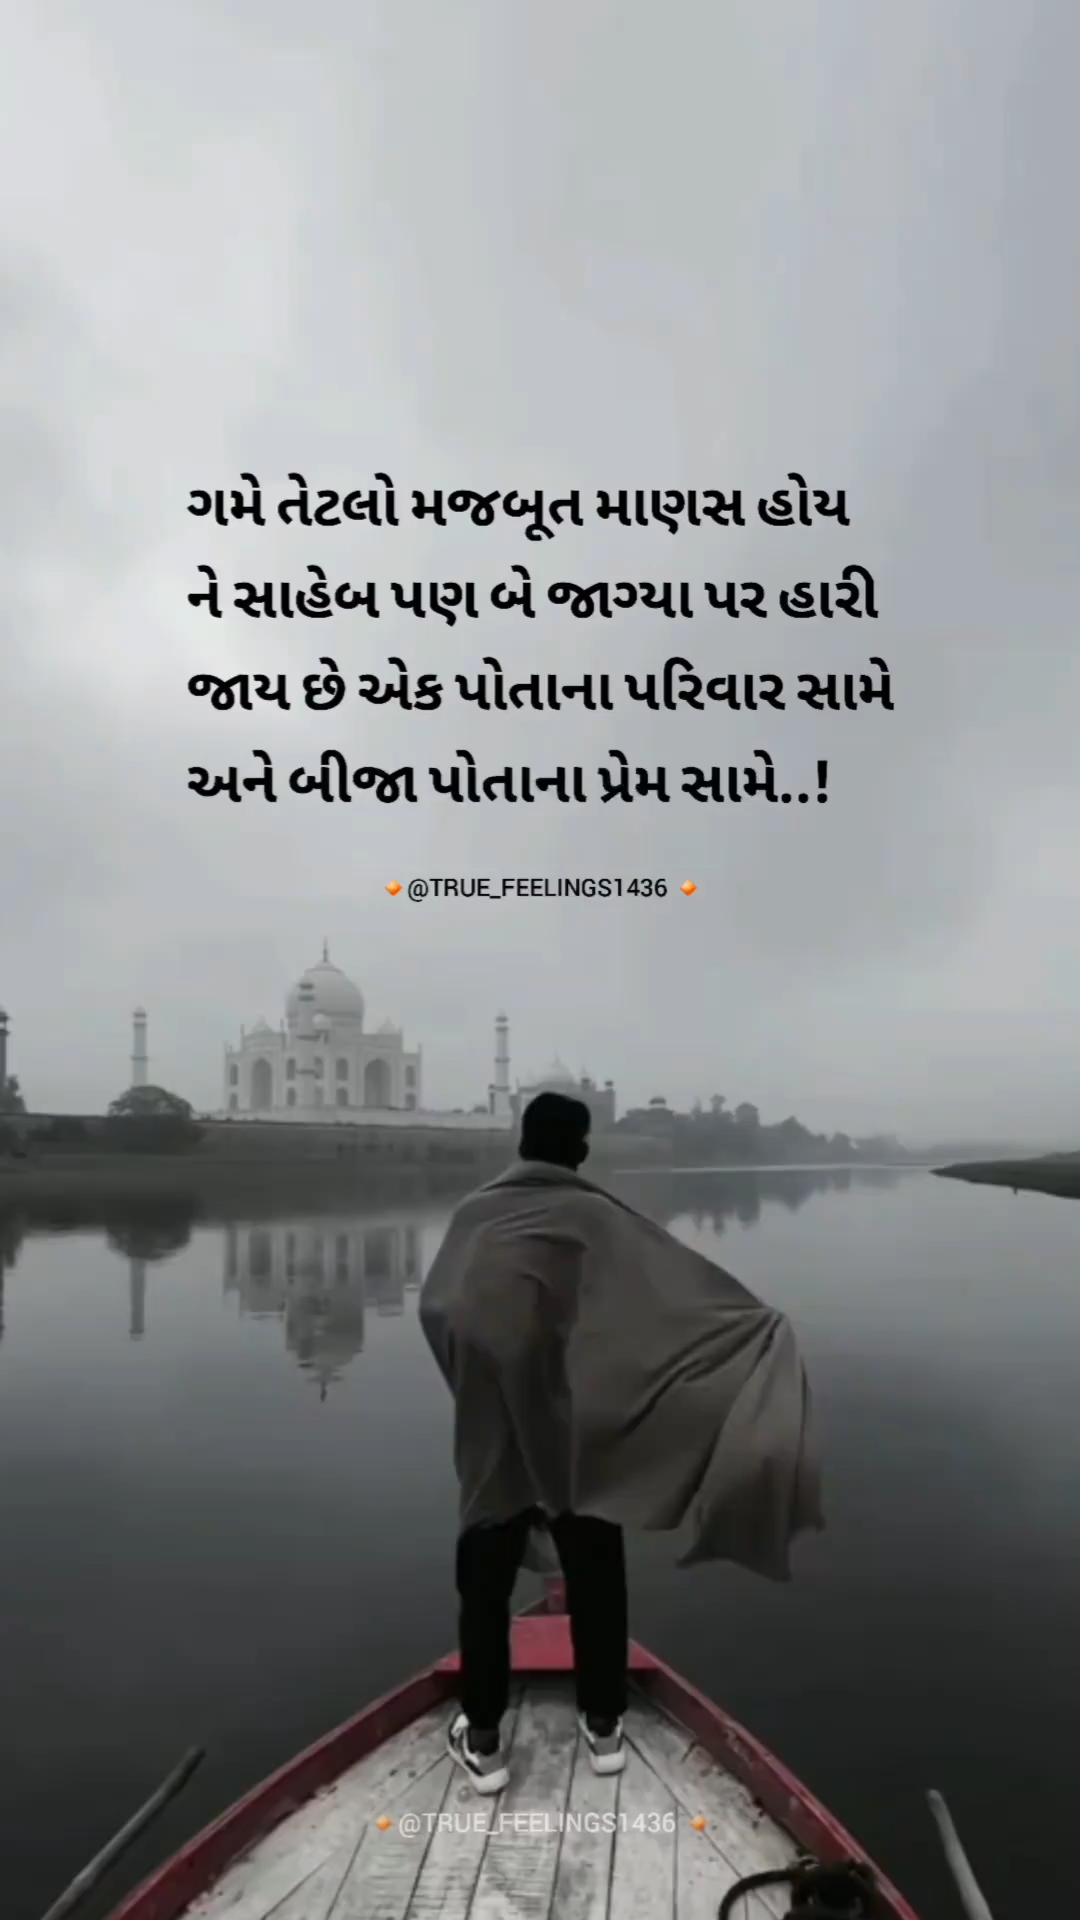 ગમે તેટલો મજબૂત માણસ હોય
ને સાહેબ પણ બે જાગ્યા પર હારી
જાય છે એક પોતાના પરિવાર સામે
અને બીજા પોતાના પ્રેમ સામે..!
🔸@TRUE_FEELINGS1436 🔸
🔸@TRUE_FEELINGS1436 🔸